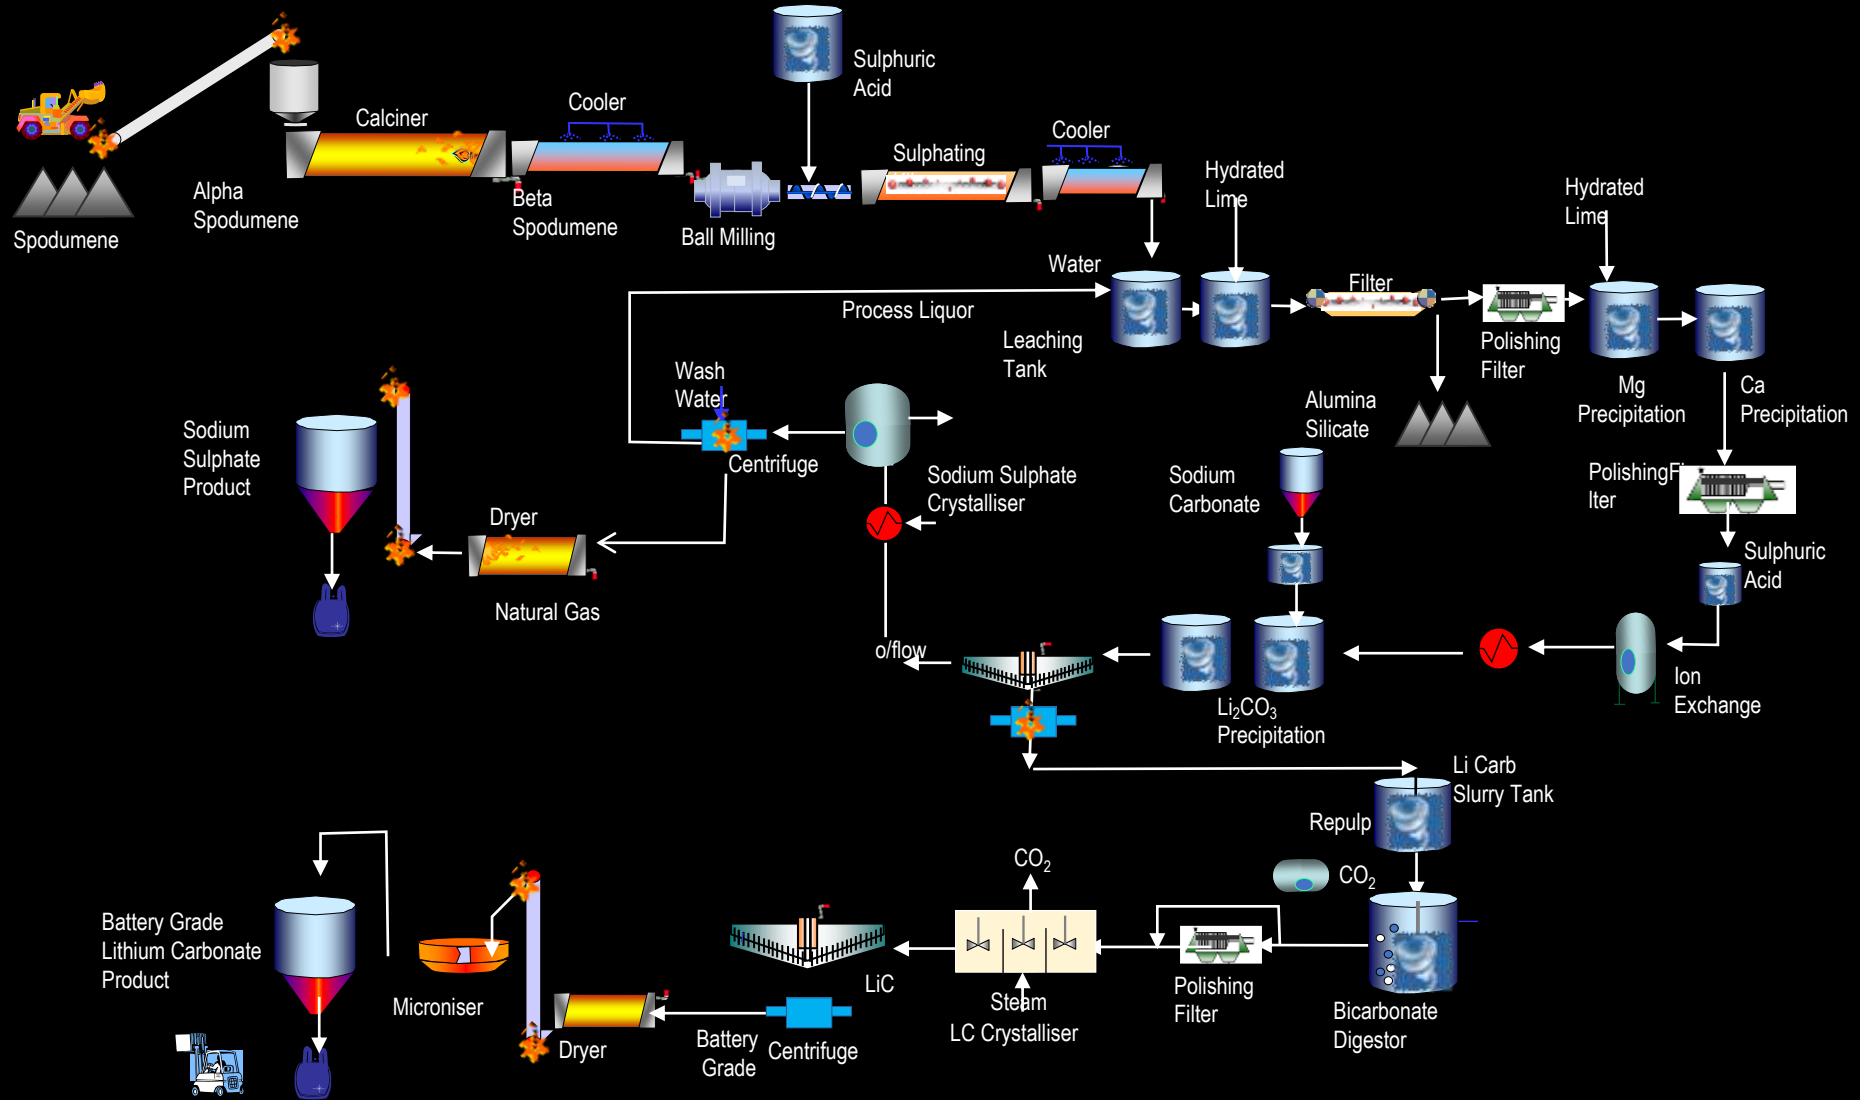 Sulphuric
Acid
Calciner
Cooler
Cooler
Sulphating
Hydrated
Lime
Hydrated
Lime
Alpha
Spodumene
Beta
Spodumene
Spodumene
Ball Milling
Water
Process Liquor
Filter
Leaching
Tank
Polishing
Filter
Mg
Precipitation
Ca
Precipitation
Wash
Water
Alumina
Silicate
Sodium
Sulphate
Product
Centrifuge
Sodium Sulphate
Crystalliser
Sodium
Carbonate
PolishingFi
lter
Dryer
Sulphuric
Acid
Natural Gas
o/flow
Ion
Exchange
Li2CO3
Precipitation
Li Carb
Slurry Tank
Repulp
CO2
CO2
Battery Grade
Lithium Carbonate
Product
Microniser
LiC
Steam
LC Crystalliser
Polishing
Filter
Bicarbonate
Digestor
Dryer
Battery
Grade
Centrifuge